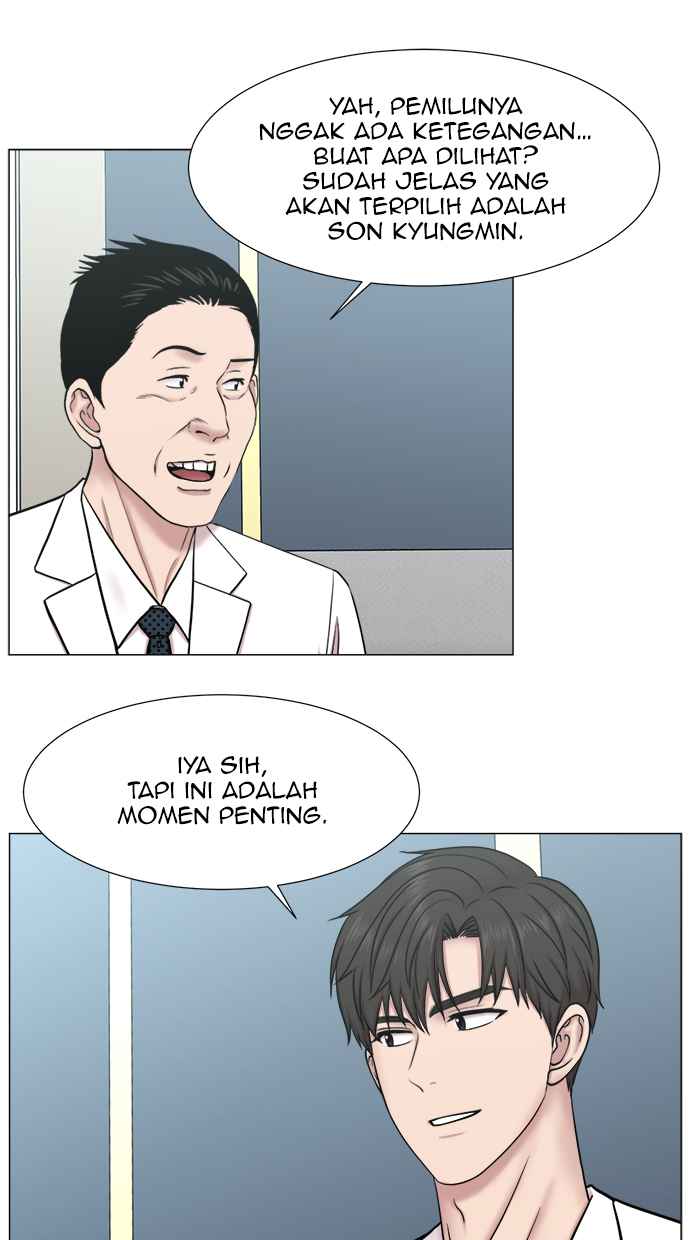 YAH, PEMILUNYA
NGGAK ADA KETEGANGAN...
BUAT APA DILIHAT?
SUDAH JELAS YANG
AKAN TERPILIH ADALAH
SON KYUNGMIN.
IYA SIH,
TAPI INI ADALAH
MOMEN PENTING.